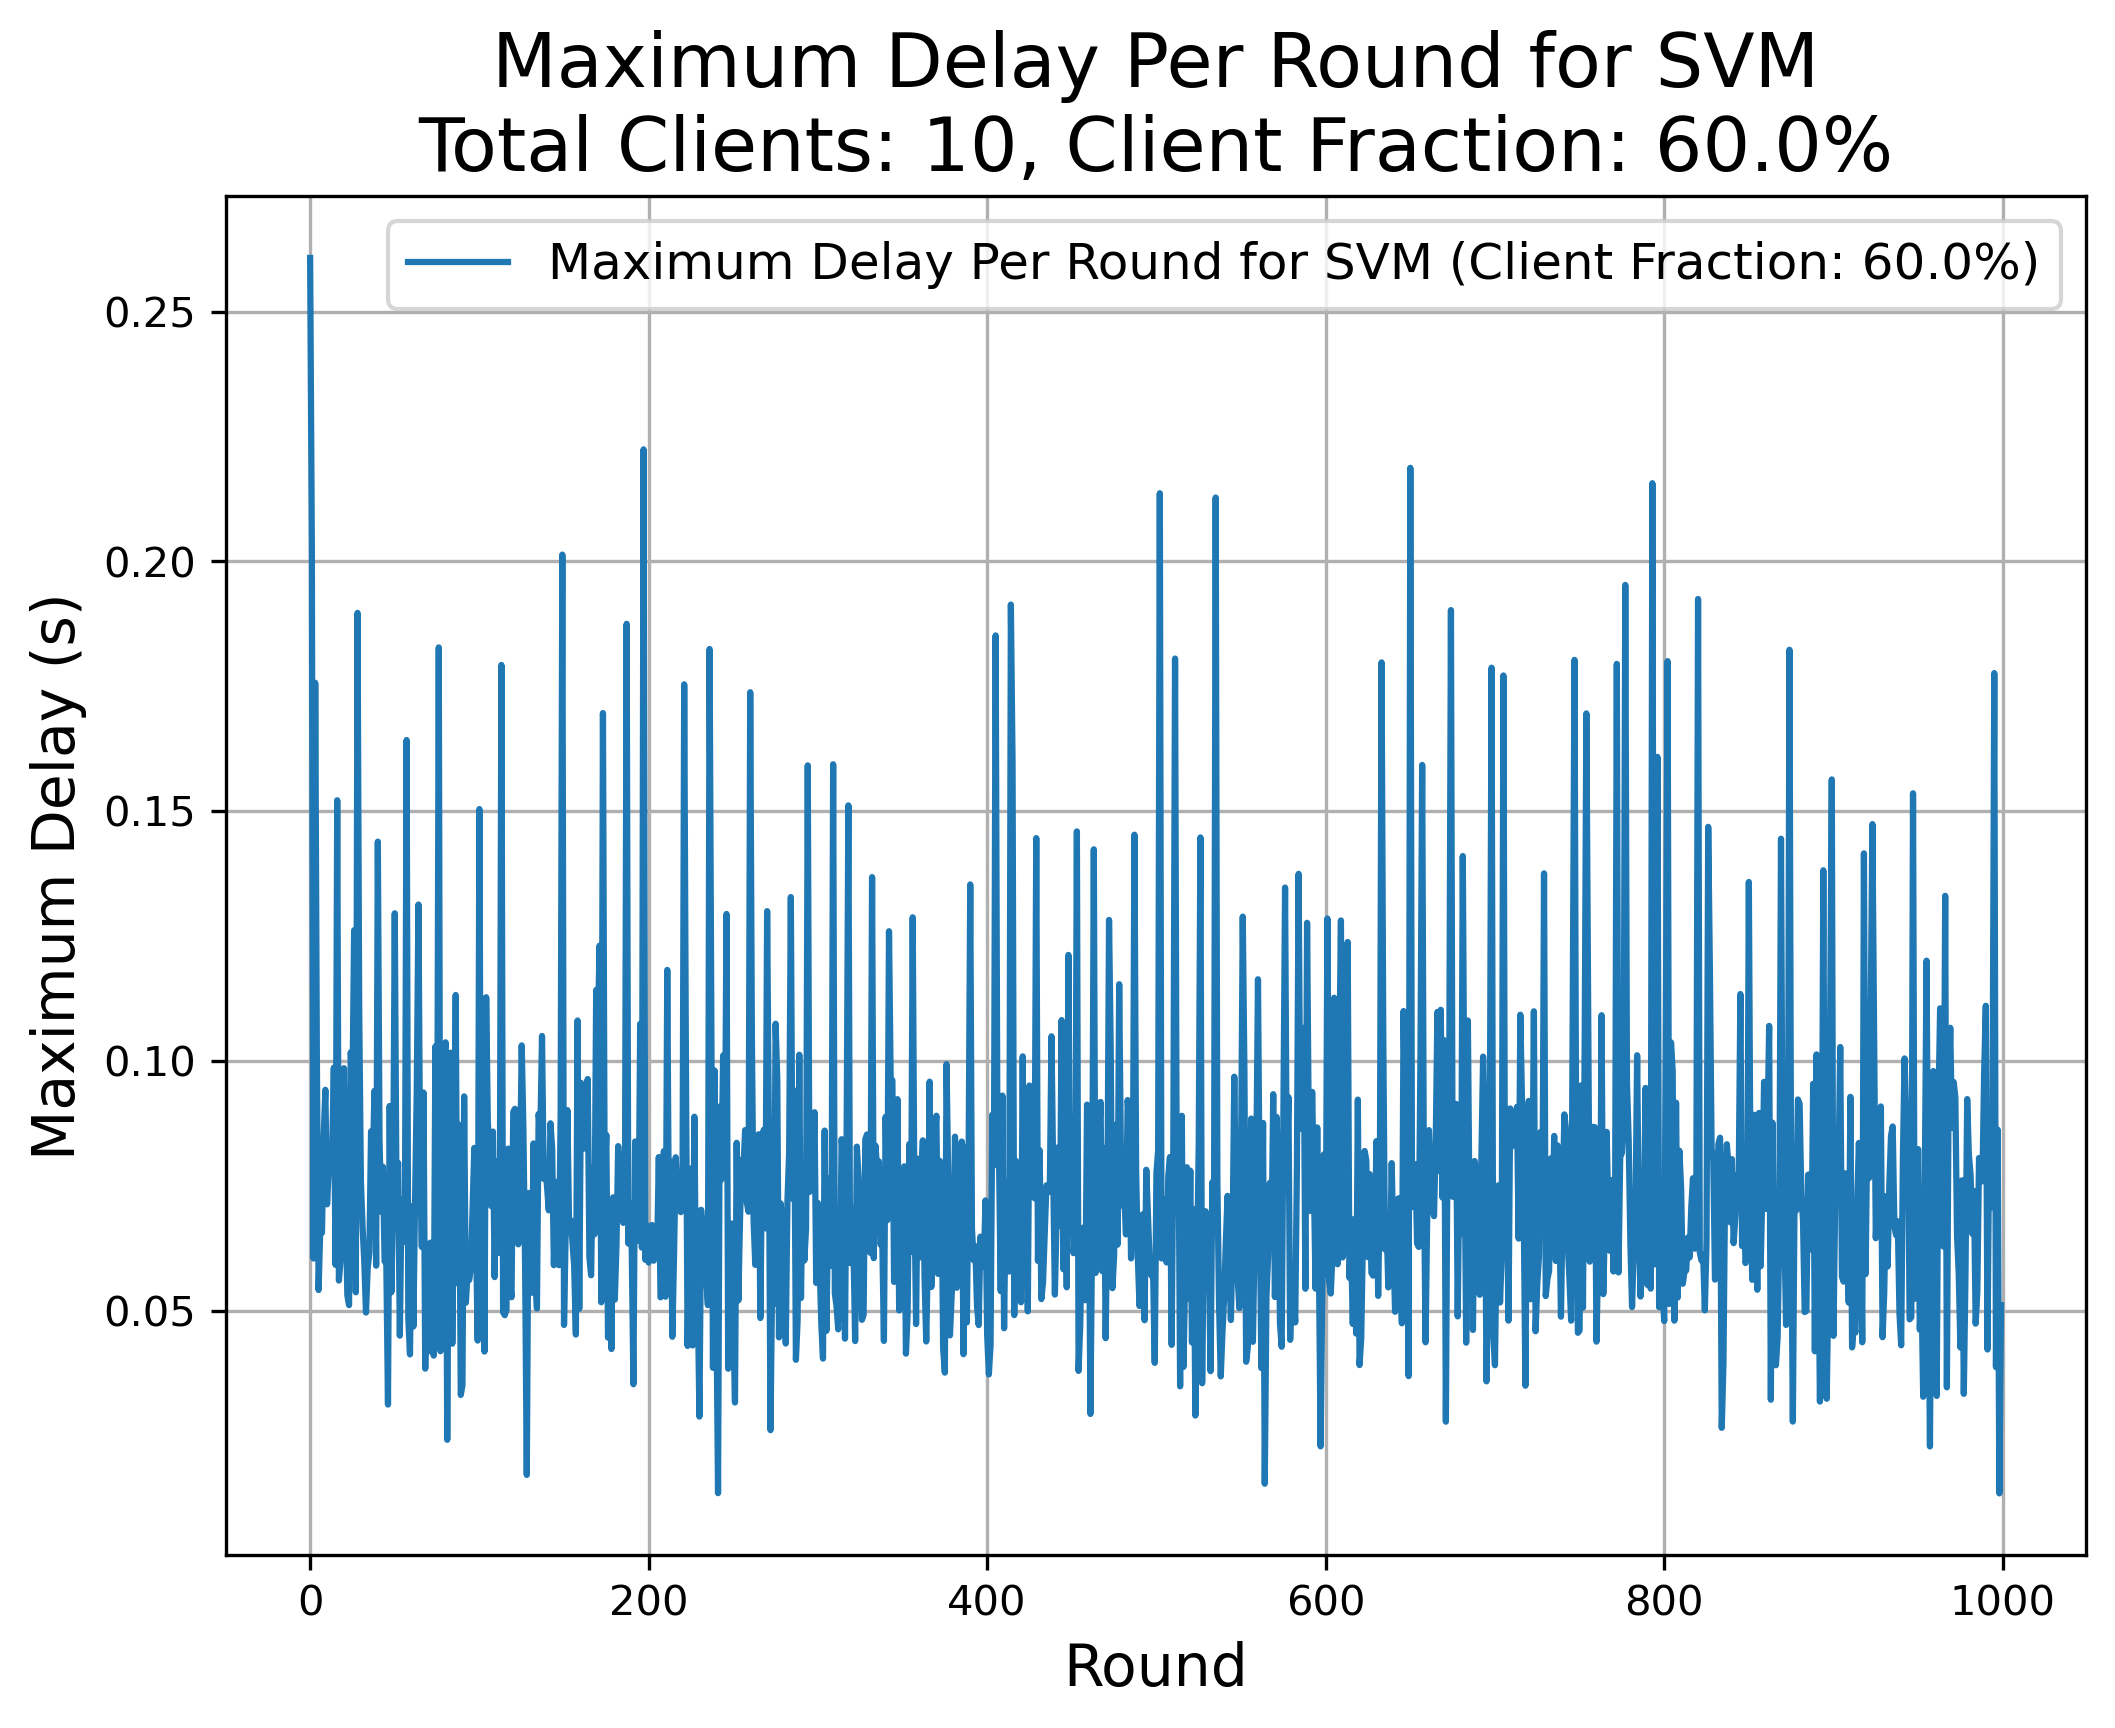 Maximum Delay Per Round for SVM
Total Clients: 10, Client Fraction: 60.0%
Maximum Delay Per Round for SVM (Client Fraction: 60.0%)
Maximum Delay (s)
0.25
0.20
0.15
0.10
0.05
0 200 400 600 800 1000
Round